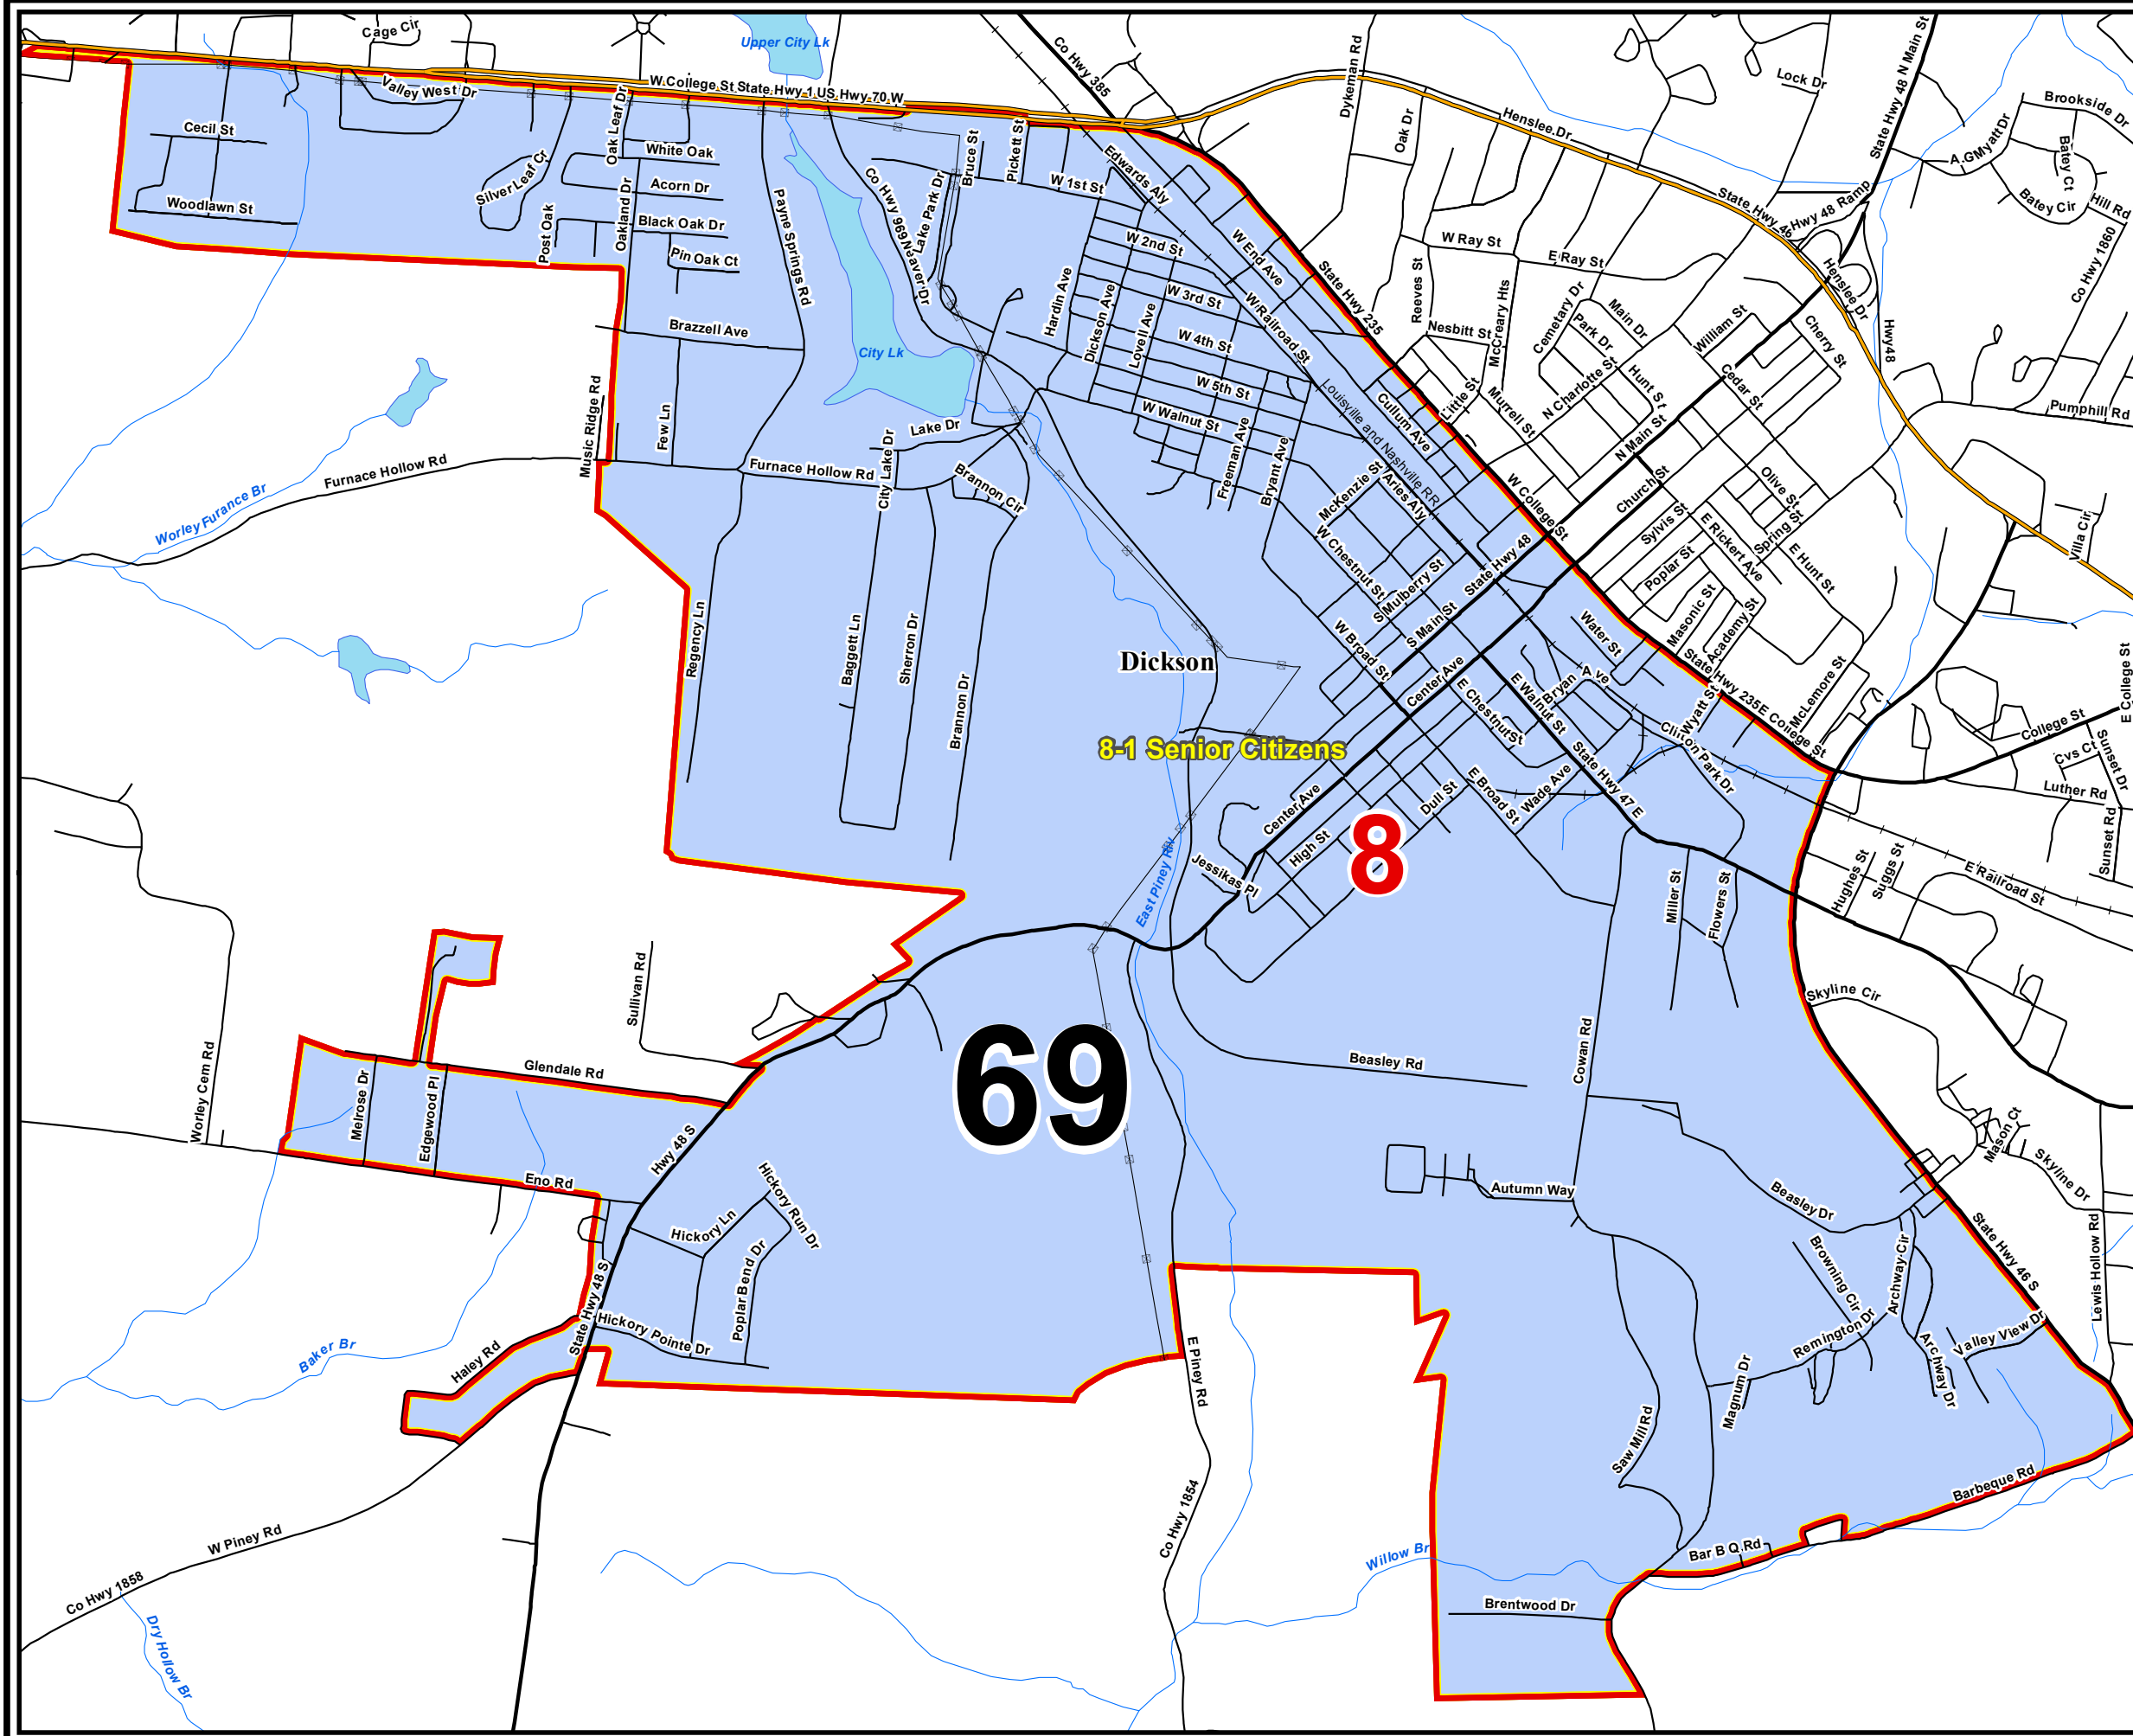 Cage Cir
Upper City Lk
Co Hwy 385
Dykeman Rd
Lock Dr
State Hwy 48 N Main St
Brookside Dr
Valley West Dr
W College St State Hwy 1 US Hwy 70 W
Oak Dr
Henslee Dr
A.G Myatt Dr
Batey Ct
Cecil St
Oak Leaf Dr
White Oak
Bruce St
Pickett St
Edwards Aly
Silver Leaf Cr
Acorn Dr
W 1st St
Woodlawn St
Post Oak
Oakland Dr
Black Oak Dr
Pin Oak Ct
Payne Springs Rd
Co Hwy 969 Weaver Dr
Lake Park Dr
W 2nd St
W End Ave
State Hwy 46
Hwy 48 Ramp
Batey Cir
Hill Rd
Co Hwy 1860
W Ray St
E Ray St
W 3rd St
State Hwy 235
Reeves St
McCreary Hts
Cemetary Dr
Main Dr
Park Dr
William St
Henslee Dr
Hwy48
Cherry St
Hardin Ave
Dickson Ave
Lovell Ave
W Railroad St
Nesbitt St
Brazzell Ave
City Lk
W 4th St
W 5th St
W Walnut St
Louisville and Nashville RR
Cullum Ave
Little St
Murrell St
N Charlotte St
Hunt St
Cedar St
N Main St
Pumphill Rd
Music Ridge Rd
Few Ln
Lake Dr
City Lake Dr
Furnace Hollow Rd
Furnace Hollow Rd
Worley Furance Br
Brannon Cir
Freeman Ave
Bryant Ave
McKenzie St
Aries Aly
W College St
Church St
Sylvis St
Olive St
Spring St
E Rickert Ave
E Hunt St
Villa Cir
W Chestnut St
S Mulberry St
State Hwy 48
Poplar St
Masonic St
Academy St
Regency Ln
Baggett Ln
Sherron Dr
Brannon Dr
Dickson
W Broad St
S Main St
Center Ave
Water St
State Hwy 235 E College St
McLemore St
E College St
E Chestnut St
E Walnut St
Bryan Ave
Wyatt St
Clifton Park Dr
College St
Cvs Ct
Sunset Dr
8-1 Senior Citizens
State Hwy 47 E
Wade Ave
E Broad St
Dull St
Center Ave
High St
8
Luther Rd
Sunset Rd
East Piney Riv
Jessikas Pl
Miller St
Flowers St
Hughes St
Suggs St
E Railroad St
Skyline Cir
Sullivan Rd
69
Worley Cem Rd
Melrose Dr
Edgewood Pl
Glendale Rd
Beasley Rd
Cowan Rd
Mason Ct
Skyline Dr
Eno Rd
Hwy 48 S
Hickory Ln
Hickory Run Dr
Poplar Bend Dr
Autumn Way
Beasley Dr
State Hwy 46 S
Lewis Hollow Rd
Browning Cir
Archway Cir
State Hwy 48 S
Hickory Pointe Dr
Haley Rd
Baker Br
E Piney Rd
Remington Dr
Valley View Dr
Archway Dr
Magnum Dr
Saw Mill Rd
Barbeque Rd
W Piney Rd
Co Hwy 1858
Co Hwy 1854
Willow Br
Bar B Q Rd
Brentwood Dr
Dry Hollow Br